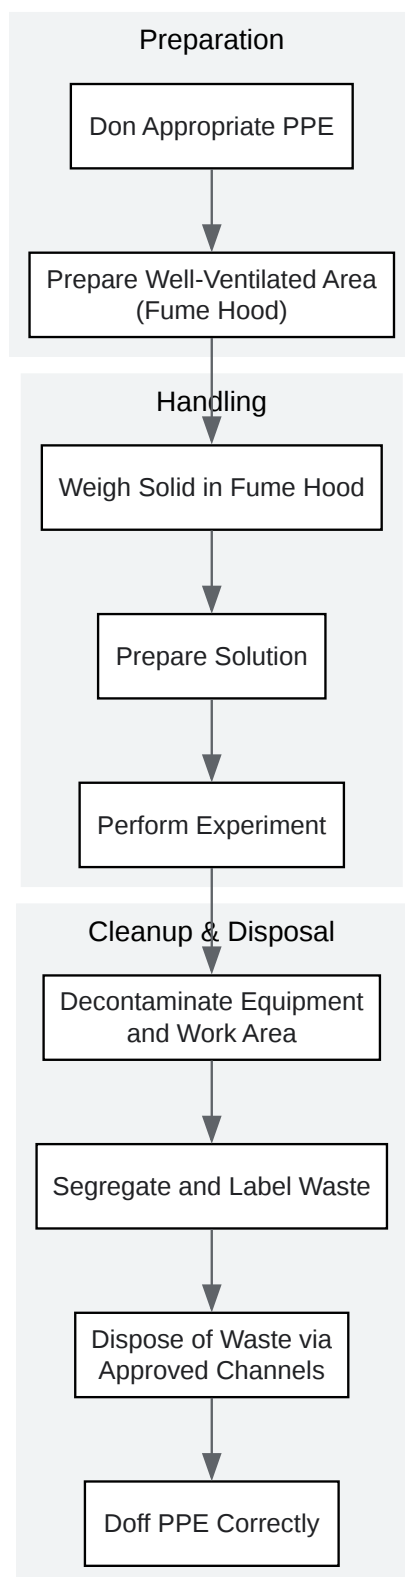 Preparation
Don Appropriate PPE
Prepare Well-Ventilated Area
(Fume Hood)
Handling
Weigh Solid in Fume Hood
Prepare Solution
Perform Experiment
Cleanup & Disposal
Decontaminate Equipment
and Work Area
Segregate and Label Waste
Dispose of Waste via
Approved Channels
Doff PPE Correctly